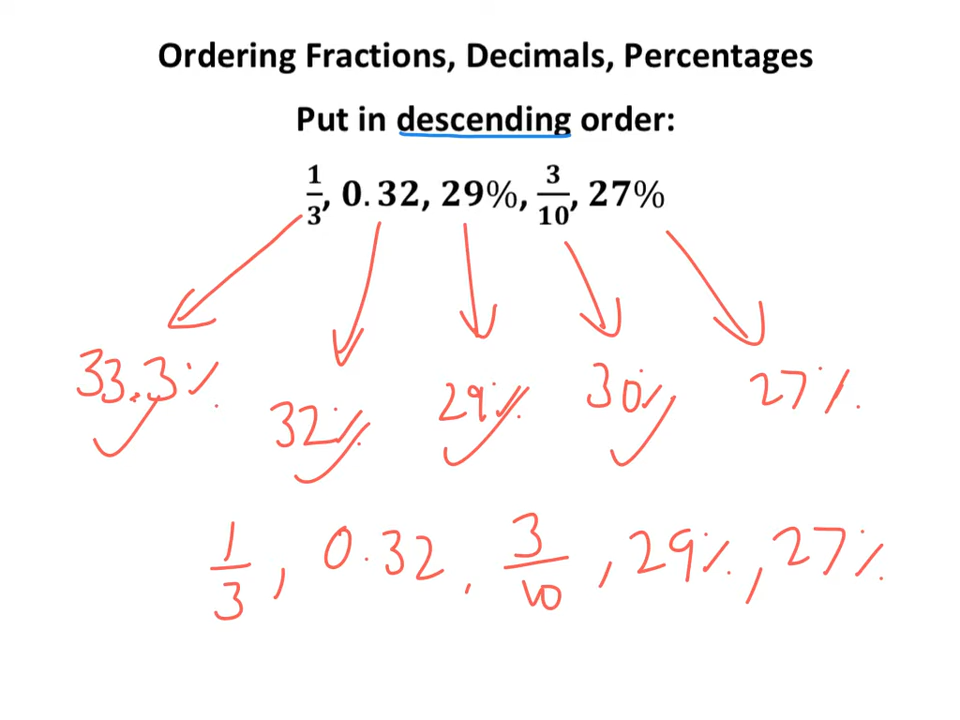 Ordering Fractions, Decimals, Percentages
Put in descending order:
1/3, 0.32, 29%, 3/10, 27%
33.3% 32% 29% 30% 27%
1/3, 0.32, 3/10, 29%, 27%